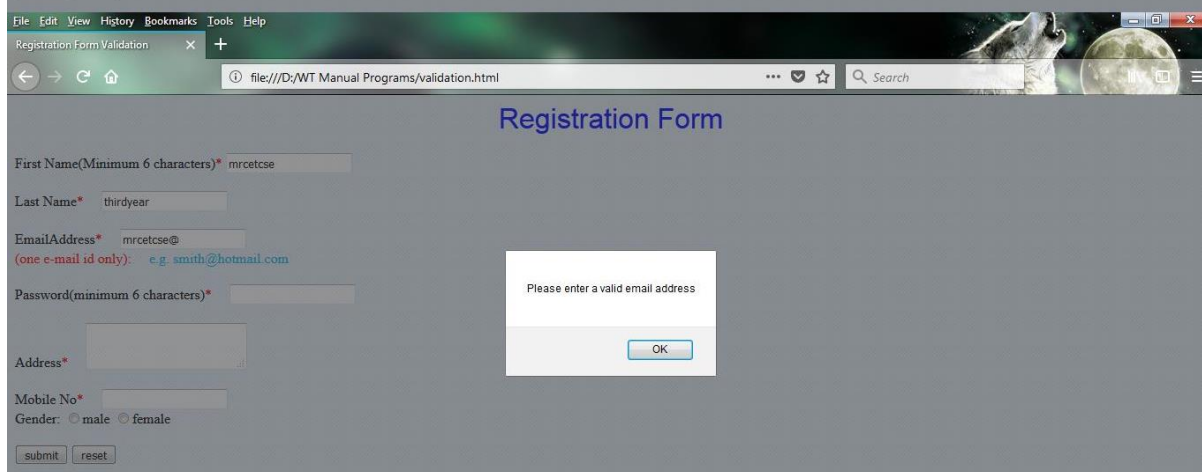 File Edit View History Bookmarks Tools Help
Registration Form Validation × +
file:///D:/WT Manual Programs/validation.html ... Search
Registration Form
First Name(Minimum 6 characters)* mrcetcse
Last Name* thirdyear
EmailAddress* mrcetcse@
(one e-mail id only): e.g. smith@hotmail.com
Please enter a valid email address
Password(minimum 6 characters)*
OK
Address*
Mobile No*
Gender: male female
submit reset